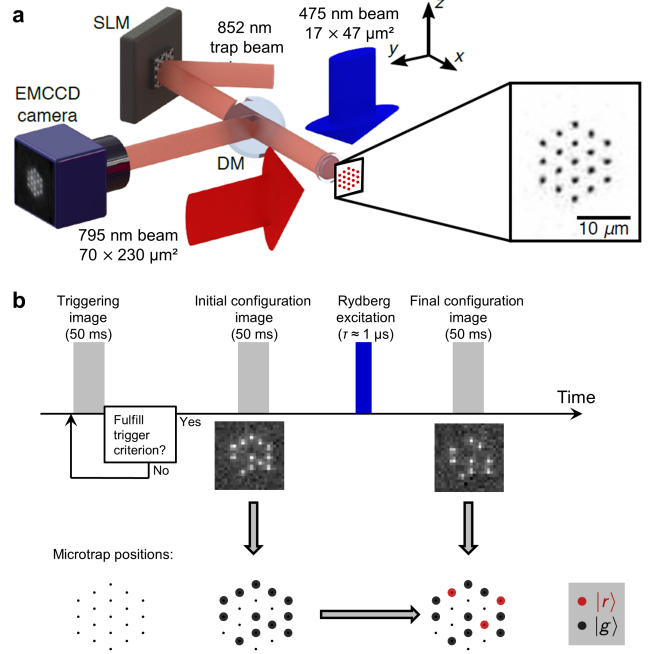 a
SLM
852 nm
trap beam
475 nm beam
17 × 47 µm²
z
y
x
EMCCD
camera
DM
795 nm beam
70 × 230 µm²
10 µm
b
Triggering
image
(50 ms)
Initial configuration
image
(50 ms)
Rydberg
excitation
(τ ≈ 1 µs)
Final configuration
image
(50 ms)
Time
Fulfill
trigger
criterion?
Yes
No
Microtrap positions:
|r⟩
|g⟩